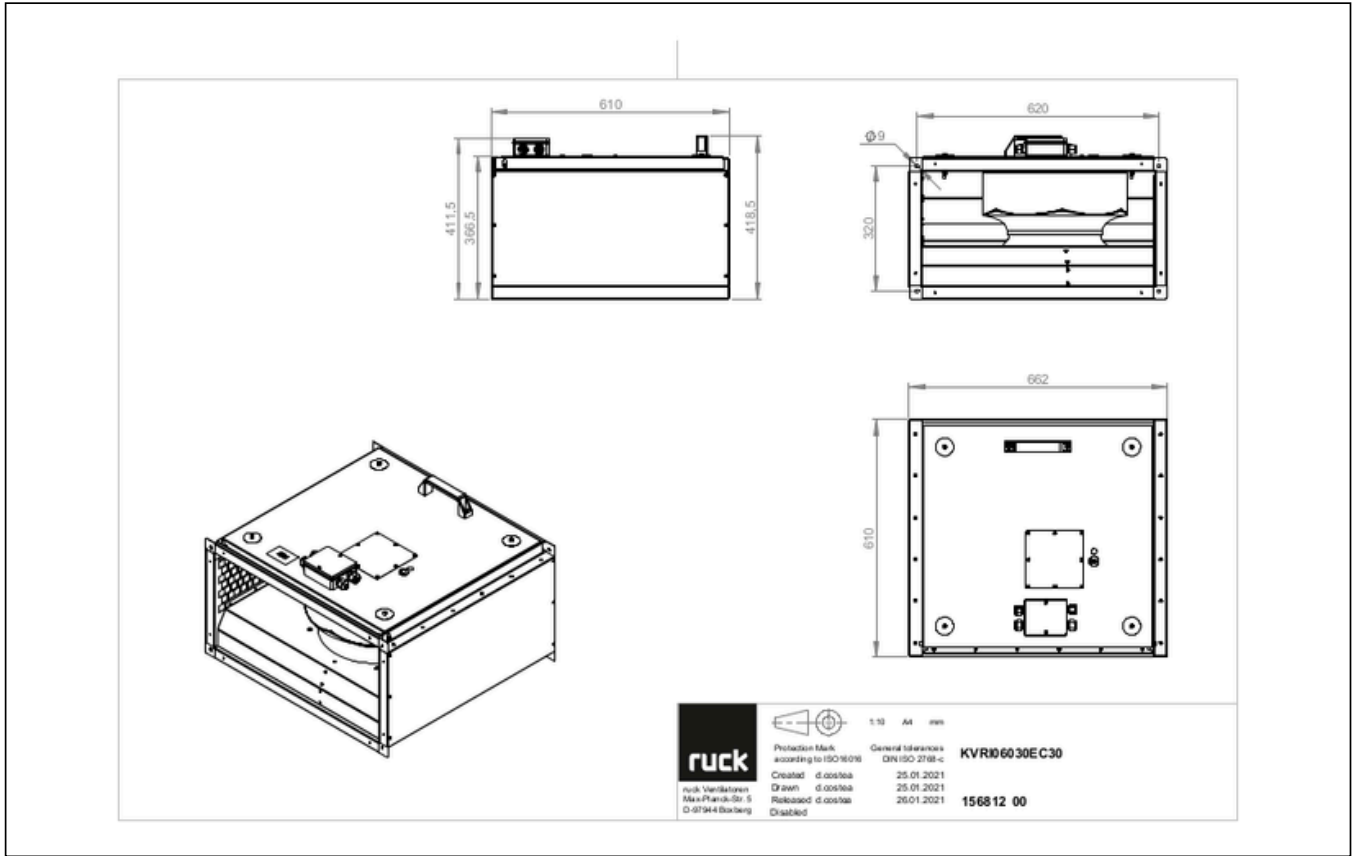 610
411,5
366,5
418,5
620
Ø9
320
662
610
ruck
ruck Ventilatoren
Max-Planck-Str. 5
D-97944 Boxberg
1:10 A4 mm
Protection Mark
according to ISO16016
General tolerances
DIN ISO 2768-c
KVRI06030EC30
Created d.costea 25.01.2021
Drawn d.costea 25.01.2021
Released d.costea 26.01.2021
Disabled
156812 00